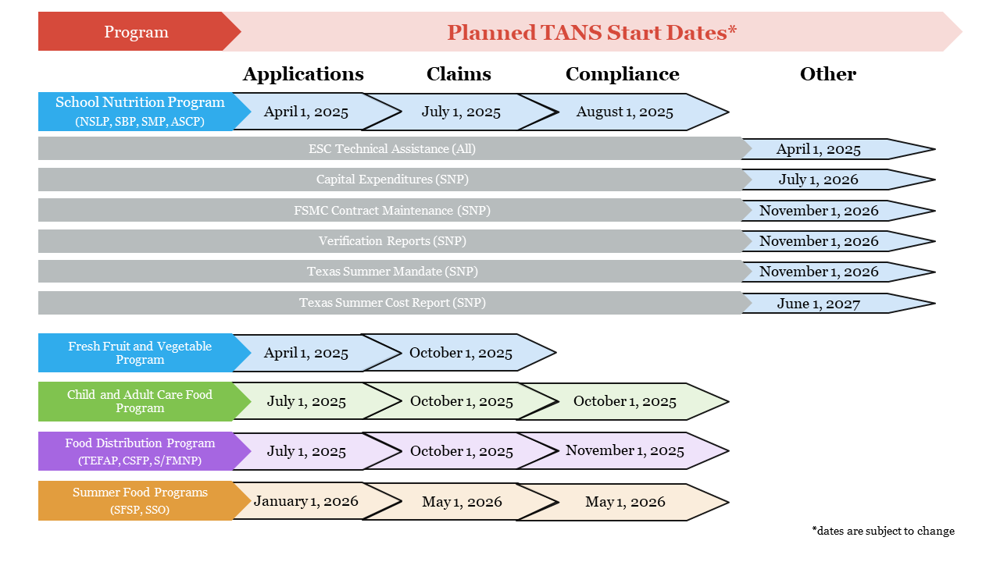 Program
Planned TANS Start Dates*
Applications
Claims
Compliance
Other
School Nutrition Program
(NSLP, SBP, SMP, ASCP)
April 1, 2025
July 1, 2025
August 1, 2025
ESC Technical Assistance (All)
April 1, 2025
Capital Expenditures (SNP)
July 1, 2026
FSMC Contract Maintenance (SNP)
November 1, 2026
Verification Reports (SNP)
November 1, 2026
Texas Summer Mandate (SNP)
November 1, 2026
Texas Summer Cost Report (SNP)
June 1, 2027
Fresh Fruit and Vegetable
Program
April 1, 2025
October 1, 2025
Child and Adult Care Food
Program
July 1, 2025
October 1, 2025
October 1, 2025
Food Distribution Program
(TEFAP, CSFP, S/FMNP)
July 1, 2025
October 1, 2025
November 1, 2025
Summer Food Programs
(SFSP, SSO)
January 1, 2026
May 1, 2026
May 1, 2026
*dates are subject to change